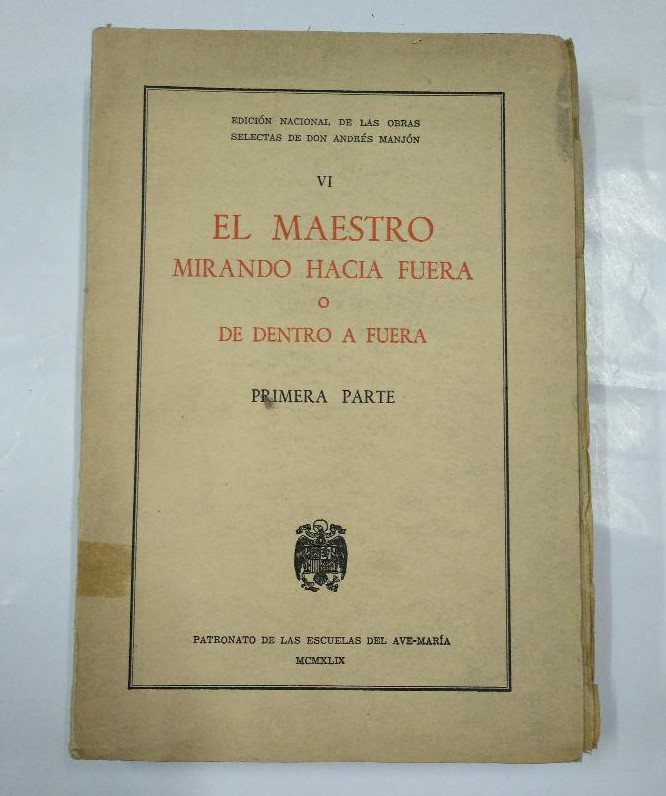 EDICIÓN NACIONAL DE LAS OBRAS
SELECTAS DE DON ANDRÉS MANJÓN
VI
EL MAESTRO
MIRANDO HACIA FUERA
O
DE DENTRO A FUERA
PRIMERA PARTE
PATRONATO DE LAS ESCUELAS DEL AVE-MARÍA
MCMXLIX